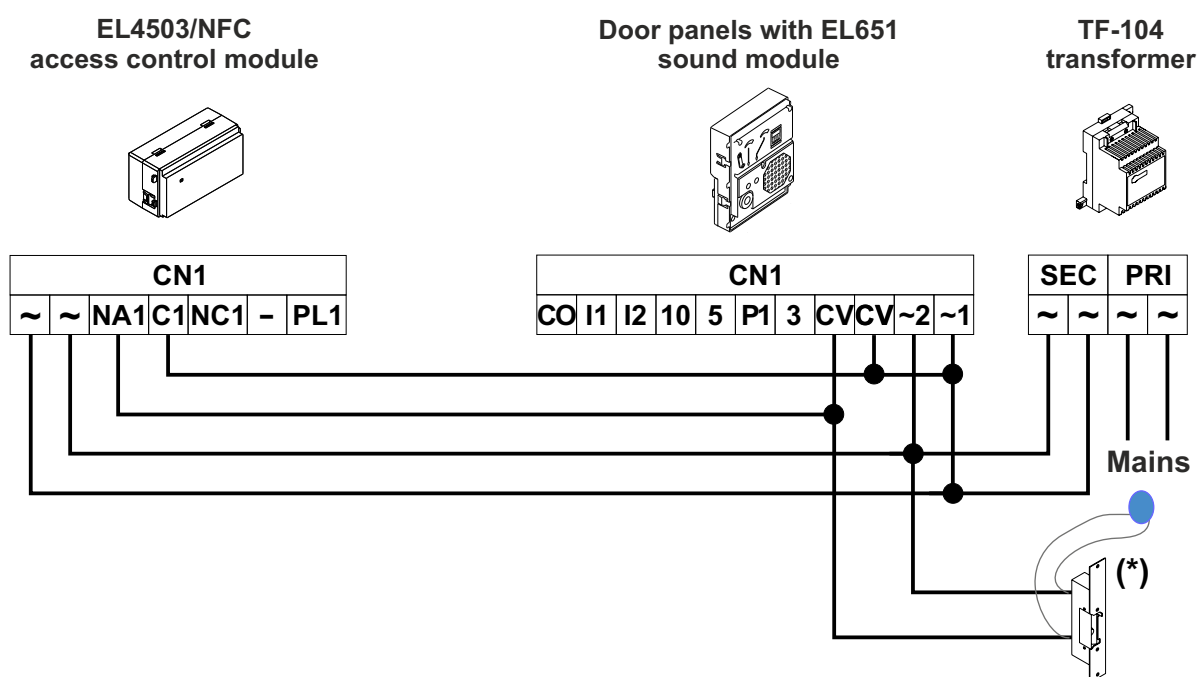 EL4503/NFC
access control module
Door panels with EL651
sound module
TF-104
transformer
CN1
~ ~ NA1 C1 NC1 – PL1
CN1
CO I1 I2 10 5 P1 3 CV CV ~2 ~1
SEC PRI
~ ~ ~ ~
Mains
(*)